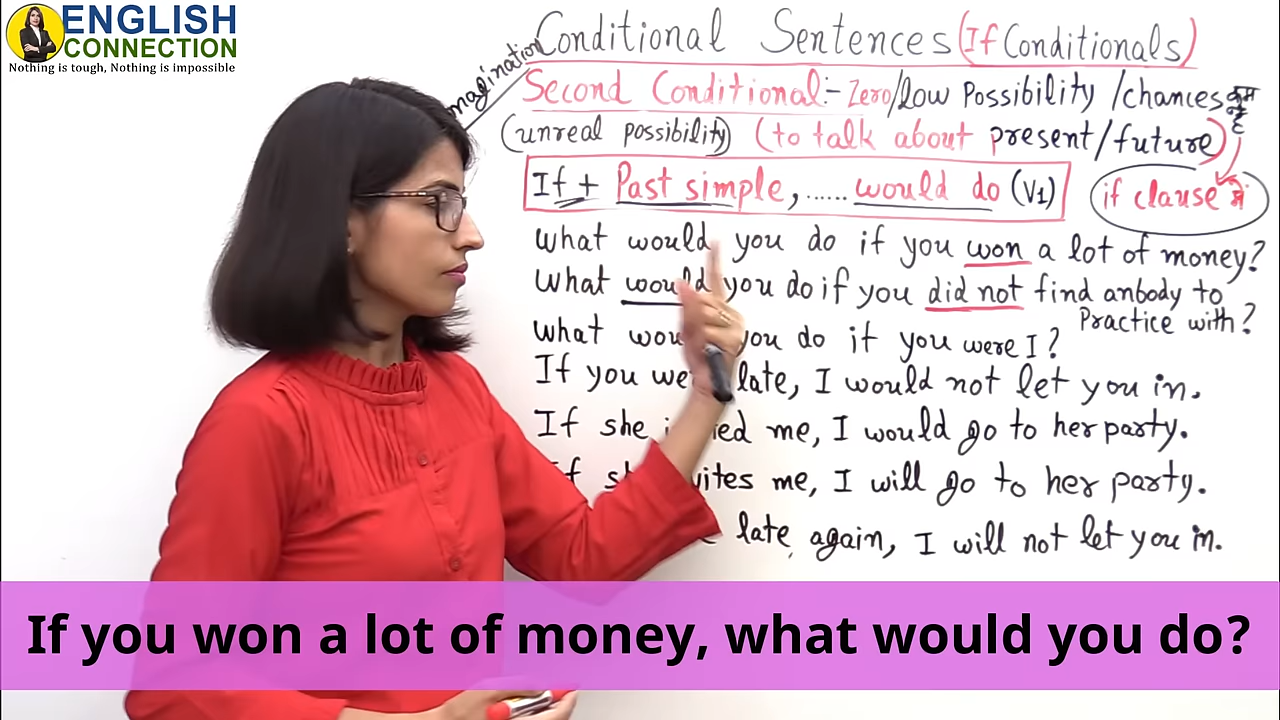 ENGLISH
CONNECTION
Nothing is tough, Nothing is impossible
Conditional Sentences (If Conditionals)
imagination
Second Conditional:- Zero/low Possibility /chances
(unreal possibility) (to talk about present/future)
If + Past simple, ...... would do (V1)
if clause में
What would you do if you won a lot of money?
What would you do if you did not find anbody to
Practice with?
What wou you do if you were I?
If you we late, I would not let you in.
If she i ed me, I would go to her party.
f s vites me, I will go to her party.
late again, I will not let you in.
If you won a lot of money, what would you do?